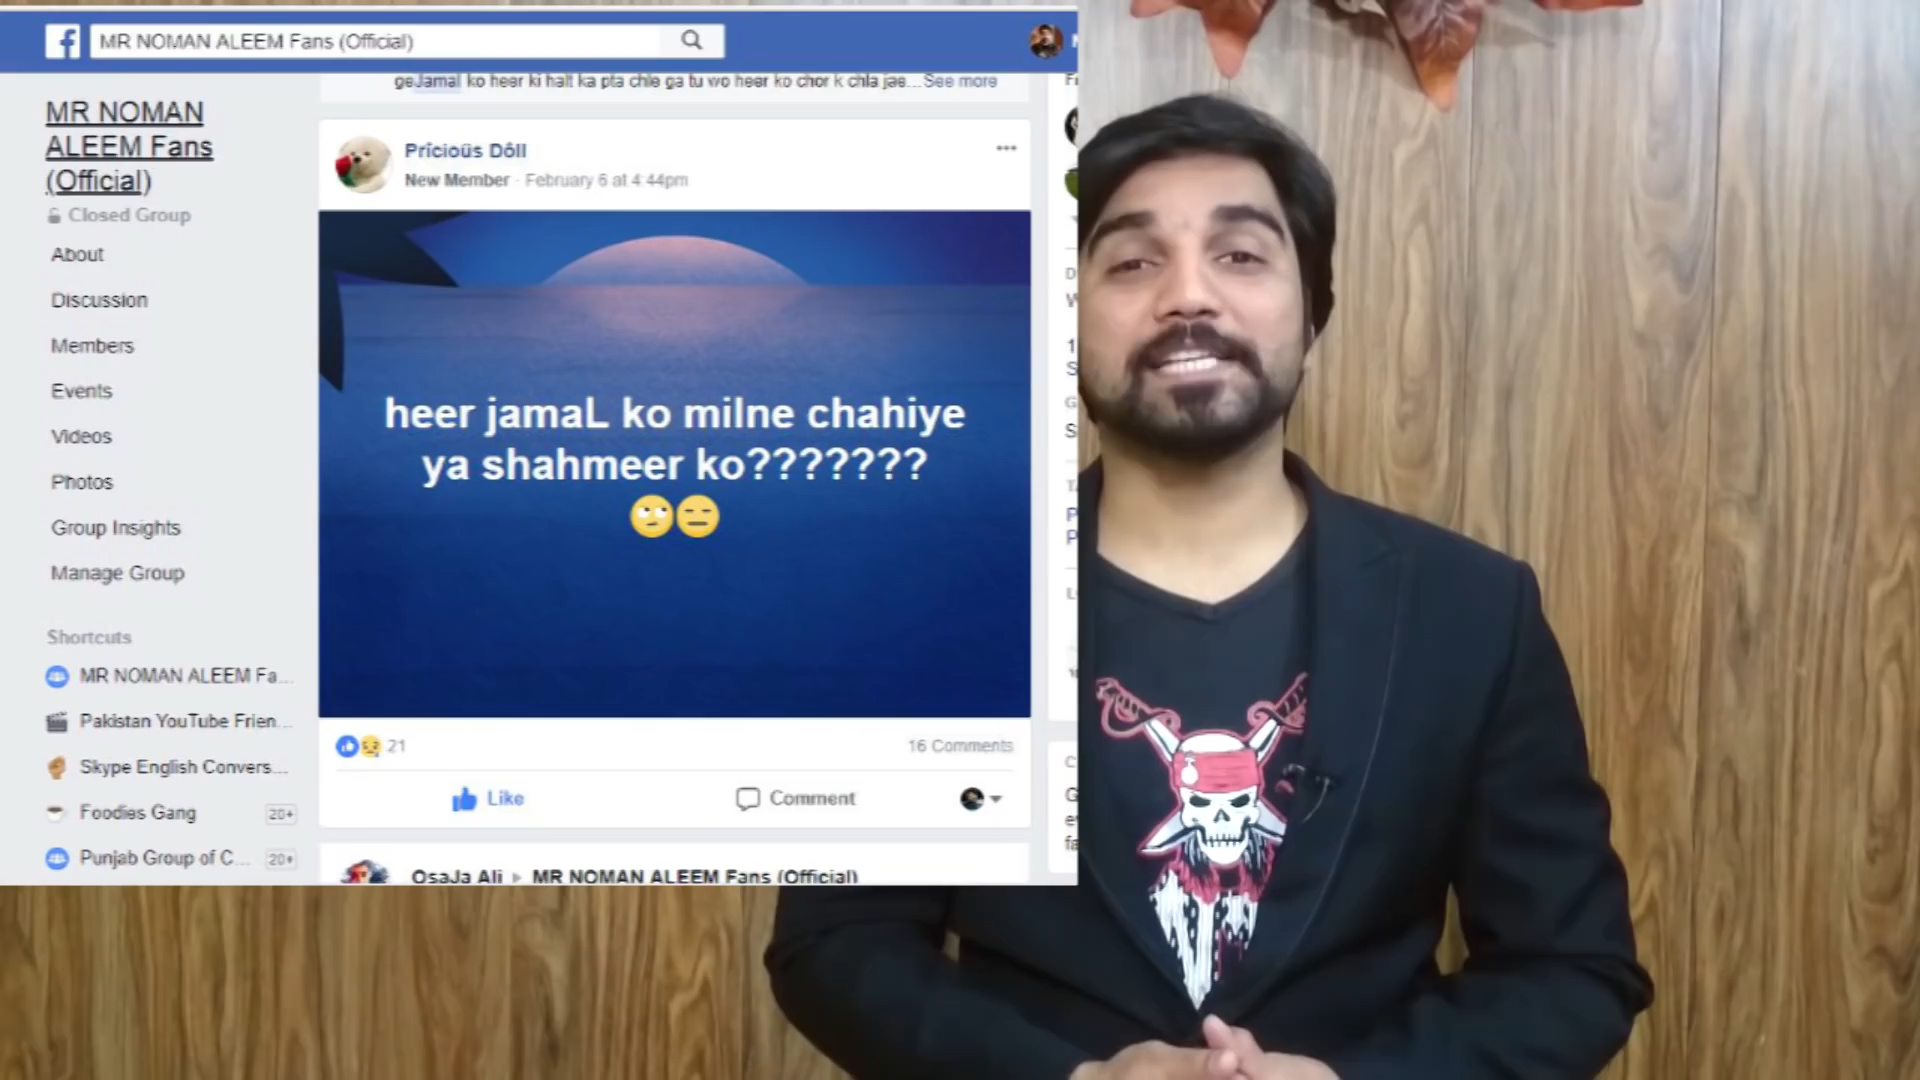 MR NOMAN ALEEM Fans (Official)
geJamal ko heer ki halt ka pta chle ga tu wo heer ko chor k chla jae... See more
MR NOMAN
ALEEM Fans
(Official)
Closed Group
About
Discussion
Members
Events
Videos
Photos
Group Insights
Manage Group
Shortcuts
MR NOMAN ALEEM Fa...
Pakistan YouTube Frien...
Skype English Convers...
Foodies Gang 20+
Punjab Group of C... 20+
Prîcioüs Dôll
New Member · February 6 at 4:44pm
heer jamaL ko milne chahiye
ya shahmeer ko???????
🙄😑
21
16 Comments
Like
Comment
OsaJa Ali ▸ MR NOMAN ALEEM Fans (Official)